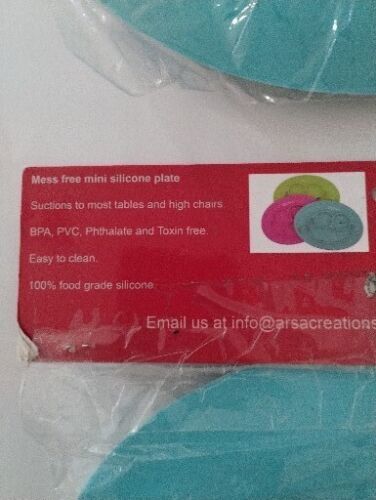 Mess free mini silicone plate
Suctions to most tables and high chairs.
BPA, PVC, Phthalate and Toxin free.
Easy to clean.
100% food grade silicone.
Email us at info@arsacreations